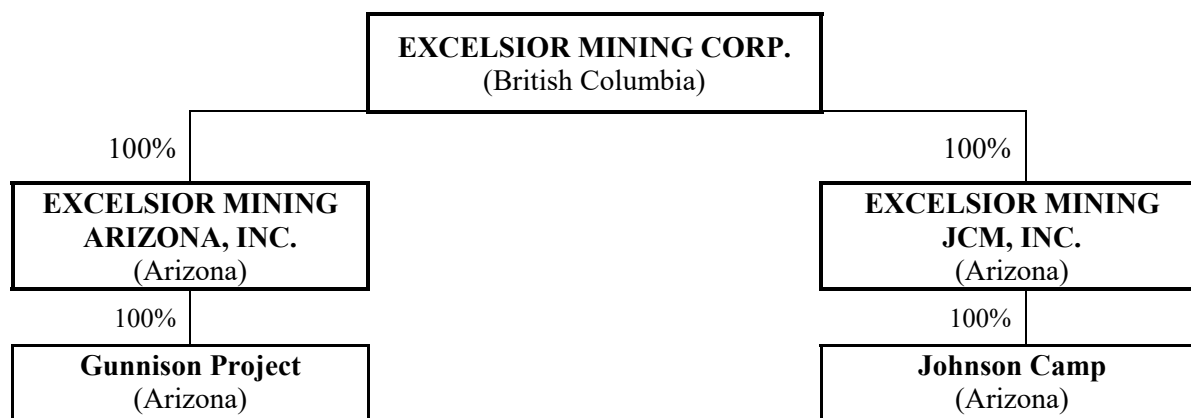 EXCELSIOR MINING CORP.
(British Columbia)
100%
100%
EXCELSIOR MINING
ARIZONA, INC.
(Arizona)
EXCELSIOR MINING
JCM, INC.
(Arizona)
100%
100%
Gunnison Project
(Arizona)
Johnson Camp
(Arizona)